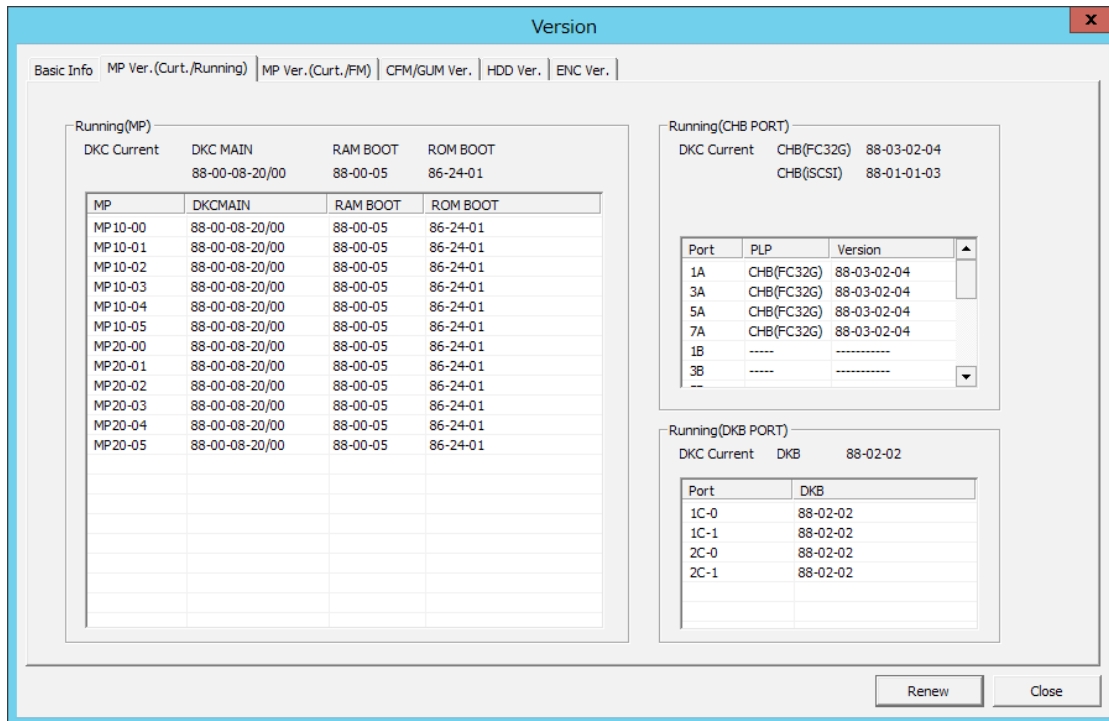 Version
x
Basic Info MP Ver.(Curt./Running) MP Ver.(Curt./FM) CFM/GUM Ver. HDD Ver. ENC Ver.
Running(MP)
DKC Current DKC MAIN RAM BOOT ROM BOOT
88-00-08-20/00 88-00-05 86-24-01
MP DKCMAIN RAM BOOT ROM BOOT
MP10-00 88-00-08-20/00 88-00-05 86-24-01
MP10-01 88-00-08-20/00 88-00-05 86-24-01
MP10-02 88-00-08-20/00 88-00-05 86-24-01
MP10-03 88-00-08-20/00 88-00-05 86-24-01
MP10-04 88-00-08-20/00 88-00-05 86-24-01
MP10-05 88-00-08-20/00 88-00-05 86-24-01
MP20-00 88-00-08-20/00 88-00-05 86-24-01
MP20-01 88-00-08-20/00 88-00-05 86-24-01
MP20-02 88-00-08-20/00 88-00-05 86-24-01
MP20-03 88-00-08-20/00 88-00-05 86-24-01
MP20-04 88-00-08-20/00 88-00-05 86-24-01
MP20-05 88-00-08-20/00 88-00-05 86-24-01
Running(CHB PORT)
DKC Current CHB(FC32G) 88-03-02-04
CHB(iSCSI) 88-01-01-03
Port PLP Version
1A CHB(FC32G) 88-03-02-04
3A CHB(FC32G) 88-03-02-04
5A CHB(FC32G) 88-03-02-04
7A CHB(FC32G) 88-03-02-04
1B ----- -----------
3B ----- -----------
Running(DKB PORT)
DKC Current DKB 88-02-02
Port DKB
1C-0 88-02-02
1C-1 88-02-02
2C-0 88-02-02
2C-1 88-02-02
Renew Close